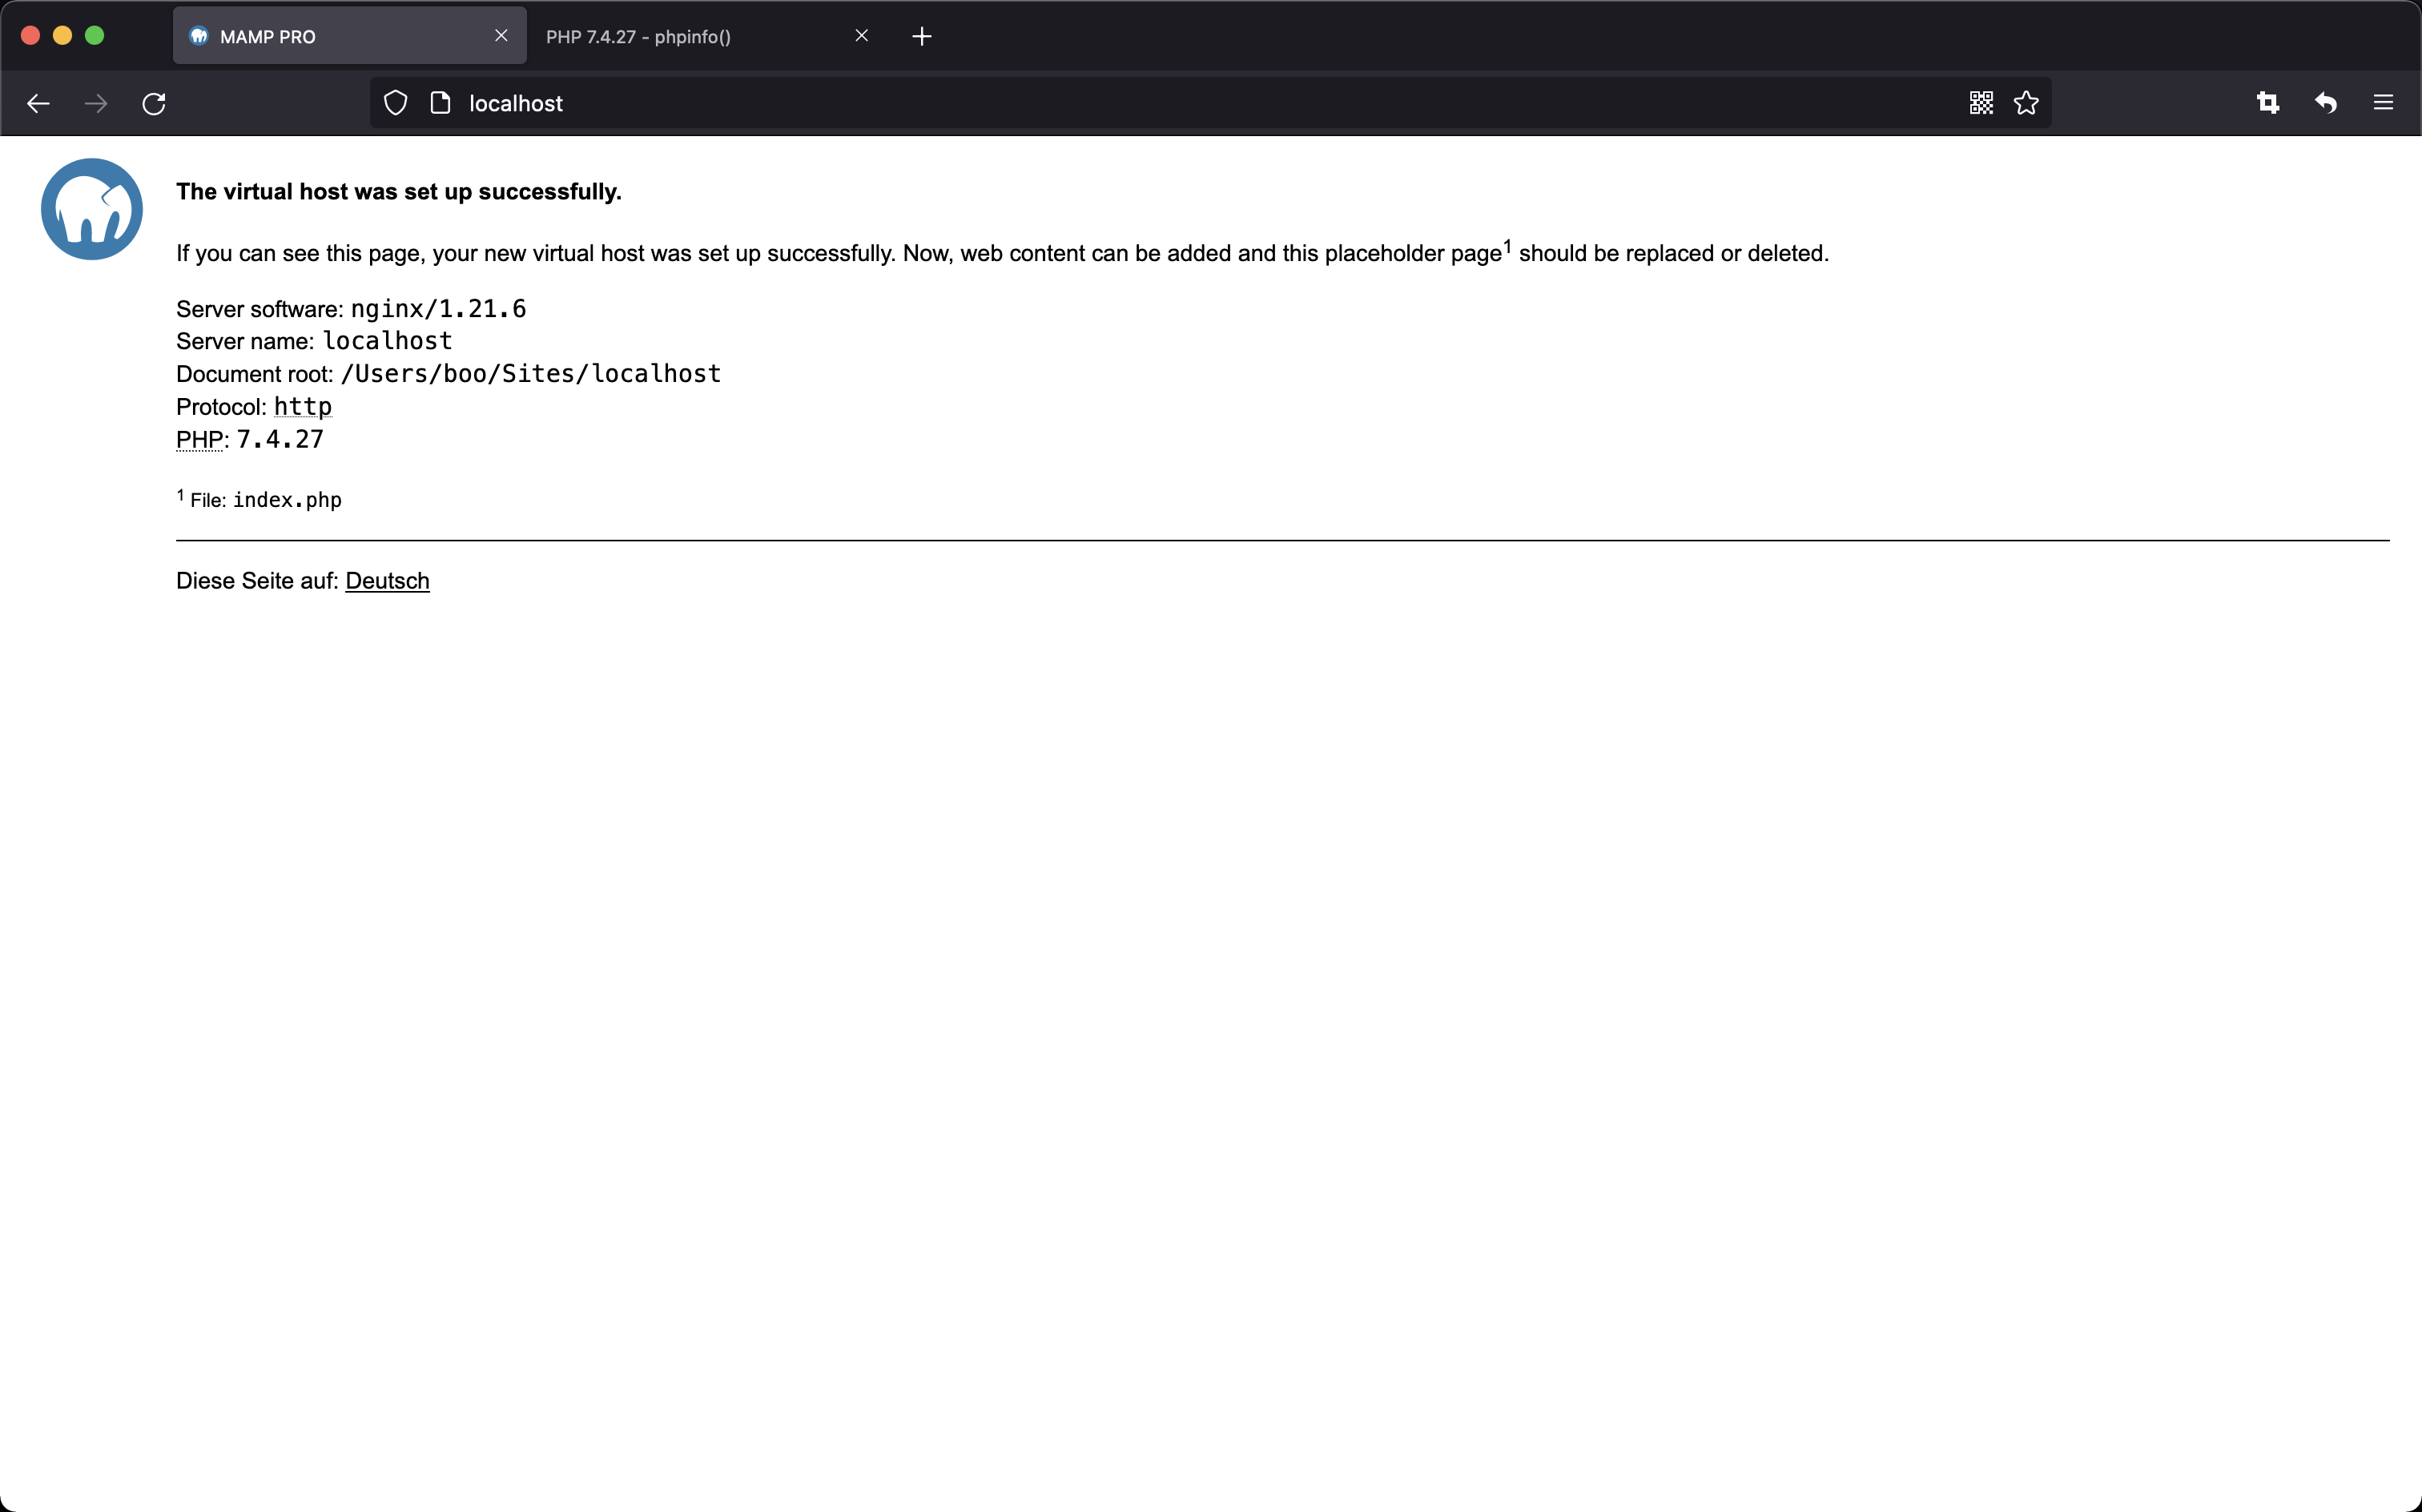 MAMP PRO
PHP 7.4.27 - phpinfo()
localhost
The virtual host was set up successfully.
If you can see this page, your new virtual host was set up successfully. Now, web content can be added and this placeholder page1 should be replaced or deleted.
Server software: nginx/1.21.6
Server name: localhost
Document root: /Users/boo/Sites/localhost
Protocol: http
PHP: 7.4.27
1 File: index.php
Diese Seite auf: Deutsch